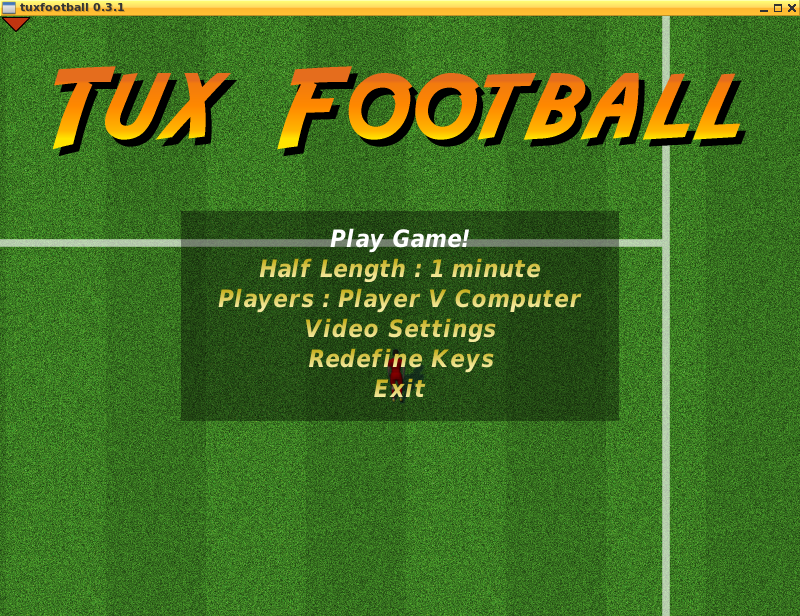 tuxfootball 0.3.1
TUX FOOTBALL
Play Game!
Half Length : 1 minute
Players : Player V Computer
Video Settings
Redefine Keys
Exit